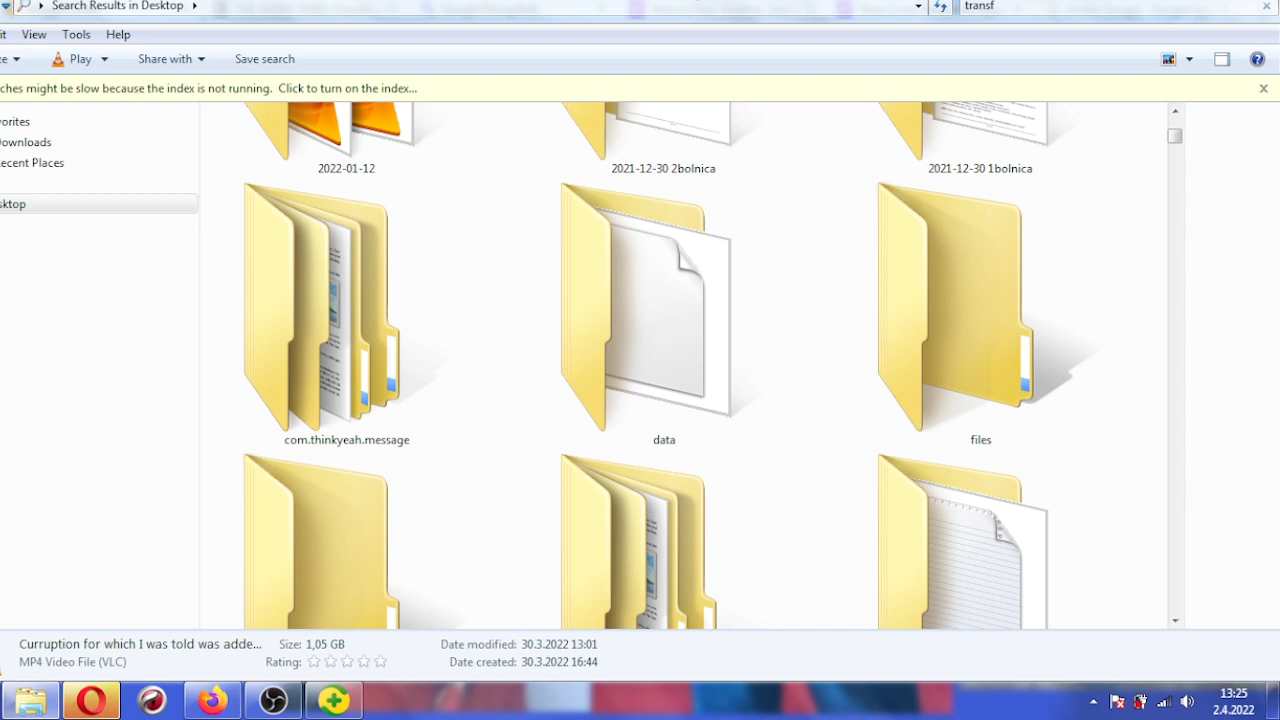 Search Results in Desktop
transf
it View Tools Help
ze Play Share with Save search
ches might be slow because the index is not running. Click to turn on the index...
vorites
ownloads
ecent Places
sktop
2022-01-12
2021-12-30 2bolnica
2021-12-30 1bolnica
com.thinkyeah.message
data
files
Curruption for which I was told was adde... Size: 1,05 GB Date modified: 30.3.2022 13:01
MP4 Video File (VLC) Rating: Date created: 30.3.2022 16:44
13:25
2.4.2022